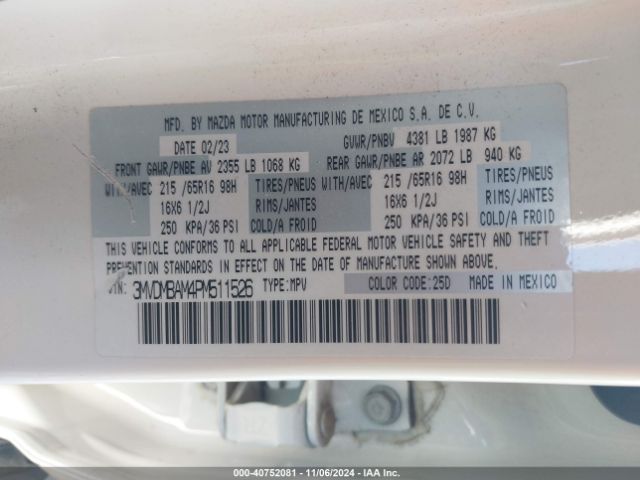 MFD. BY MAZDA MOTOR MANUFACTURING DE MEXICO S.A. DE C.V.
DATE 02/23 GVWR/PNBV 4381 LB 1987 KG
FRONT GAWR/PNBE AV 2355 LB 1068 KG REAR GAWR/PNBE AR 2072 LB 940 KG
WITH/AVEC 215 /65R16 98H TIRES/PNEUS WITH/AVEC 215 /65R16 98H TIRES/PNEUS
16X6 1/2J RIMS/JANTES 16X6 1/2J RIMS/JANTES
250 KPA/36 PSI COLD/A FROID 250 KPA/36 PSI COLD/A FROID
THIS VEHICLE CONFORMS TO ALL APPLICABLE FEDERAL MOTOR VEHICLE SAFETY AND THEFT
PREVENTION STANDARDS IN EFFECT ON THE DATE OF MANUFACTURE SHOWN ABOVE.
VIN: 3MVDMBAM4PM511526 TYPE:MPV COLOR CODE:25D MADE IN MEXICO
000-40752081 - 11/06/2024 - IAA Inc.